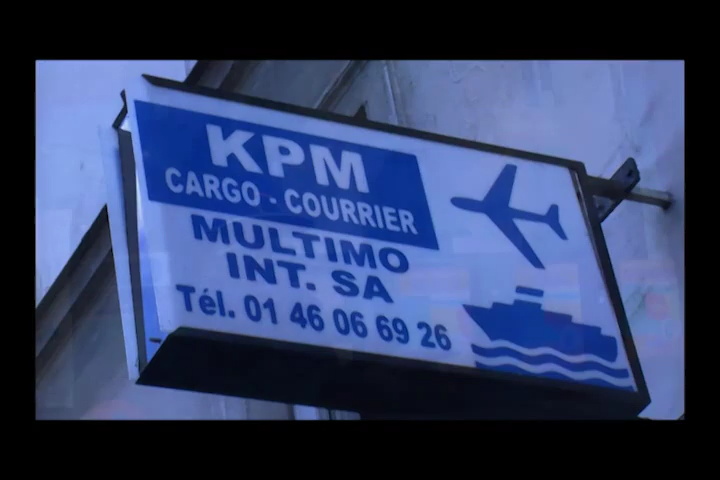 KPM
CARGO - COURRIER
MULTIMO
INT. SA
Tél. 01 46 06 69 26